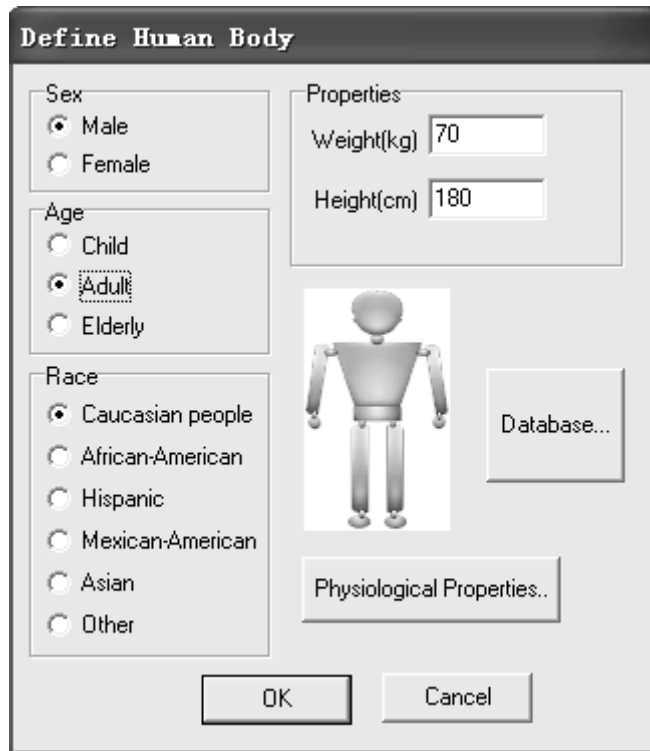 Define Human Body
Sex
Male
Female
Age
Child
Adult
Elderly
Race
Caucasian people
African-American
Hispanic
Mexican-American
Asian
Other
Properties
Weight(kg) 70
Height(cm) 180
Database...
Physiological Properties..
OK
Cancel